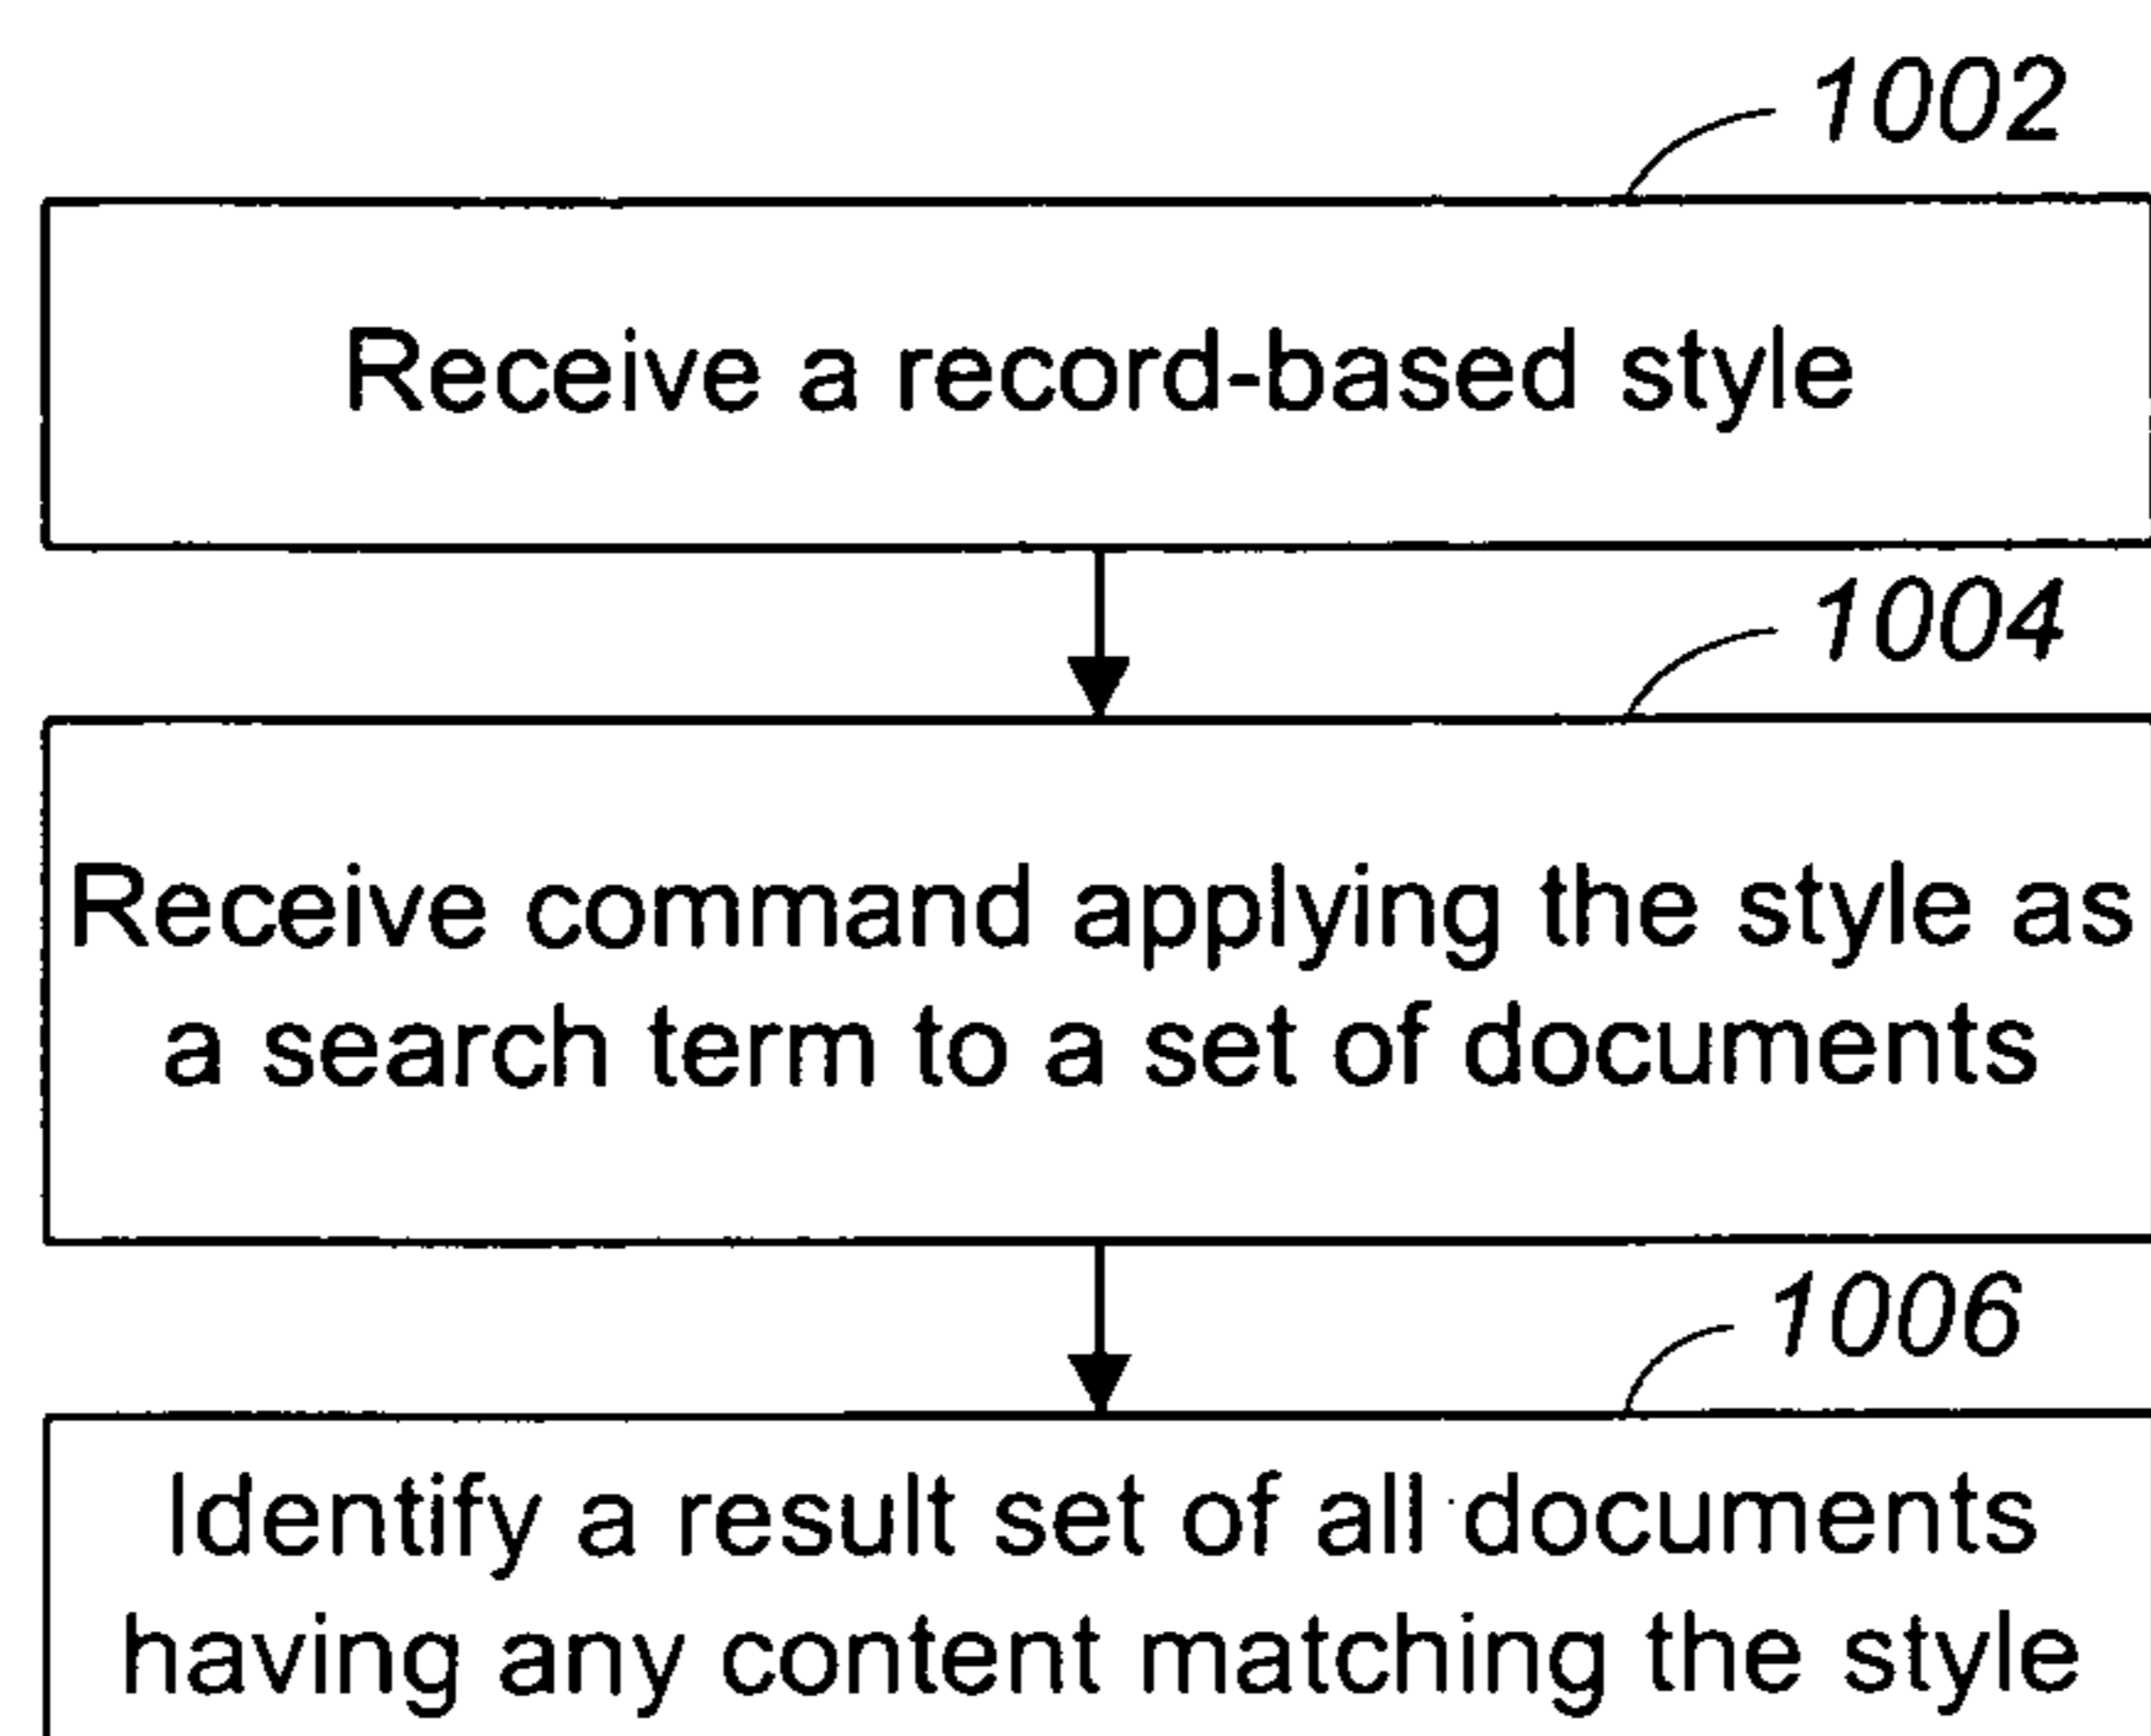 1002
Receive a record-based style
1004
Receive command applying the style as
a search term to a set of documents
1006
Identify a result set of all documents
having any content matching the style